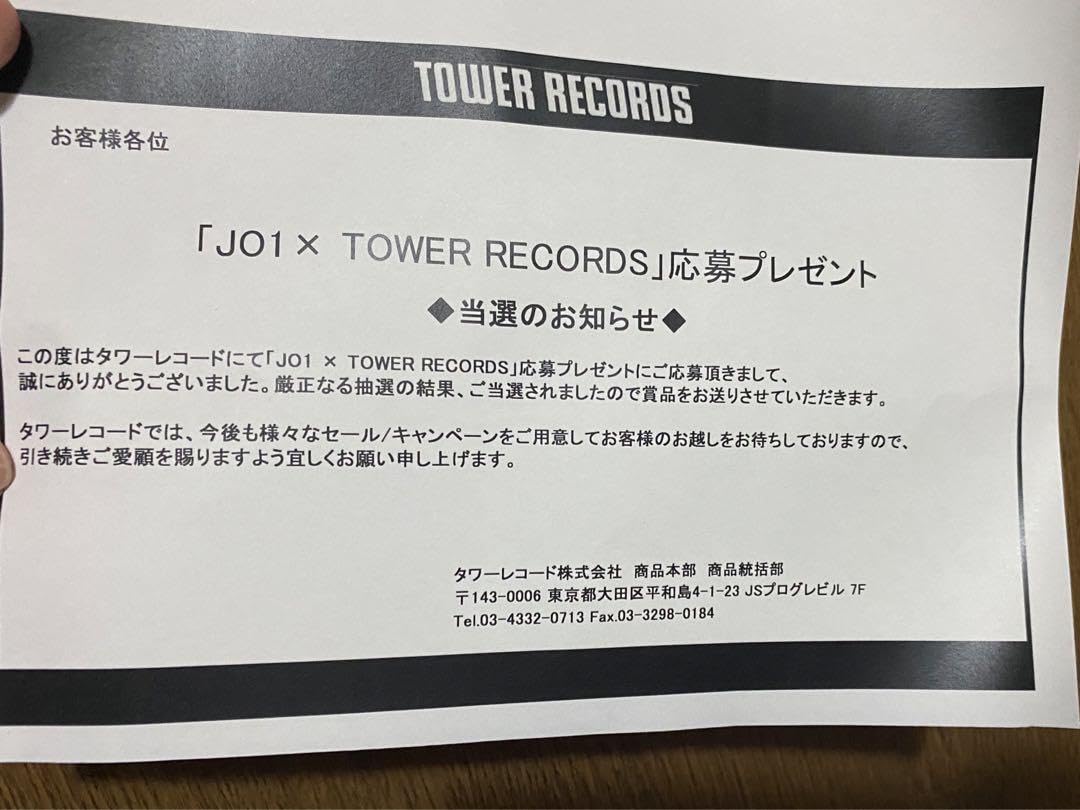 TOWER RECORDS
お客様各位
「JO1× TOWER RECORDS」応募プレゼント
◆当選のお知らせ◆
この度はタワーレコードにて「JO1 × TOWER RECORDS」応募プレゼントにご応募頂きまして、
誠にありがとうございました。厳正なる抽選の結果、ご当選されましたので賞品をお送りさせていただきます。
タワーレコードでは、今後も様々なセール/キャンペーンをご用意してお客様のお越しをお待ちしておりますので、
引き続きご愛顧を賜りますよう宜しくお願い申し上げます。
タワーレコード株式会社 商品本部 商品統括部
〒143-0006 東京都大田区平和島4-1-23 JSプログレビル 7F
Tel.03-4332-0713 Fax.03-3298-0184